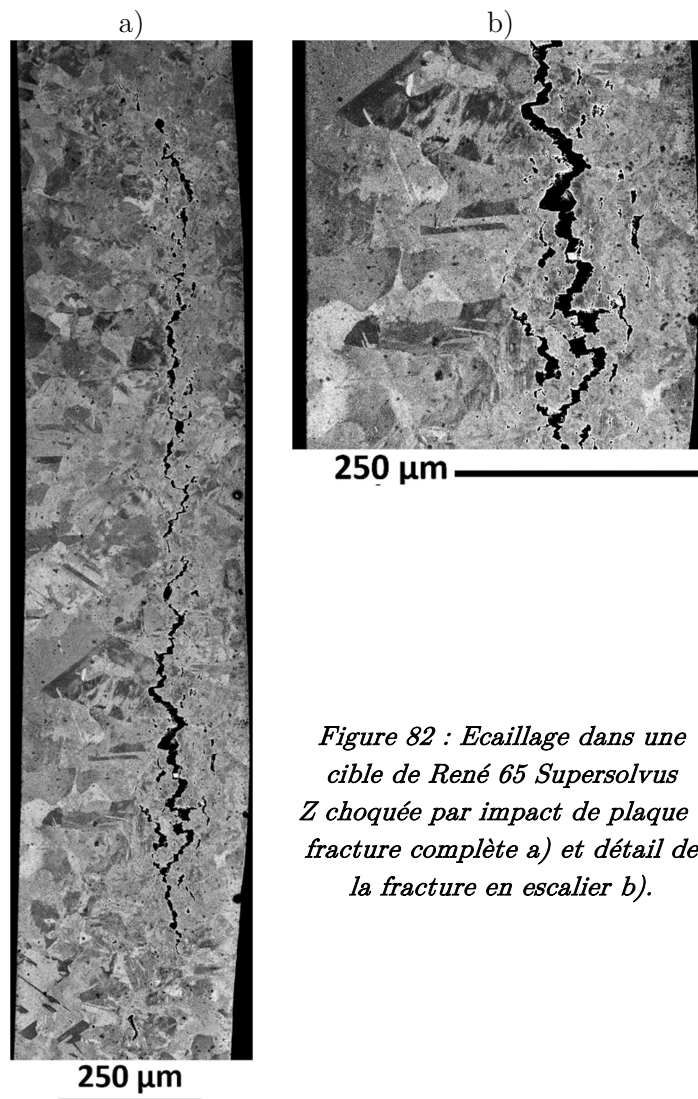 a)
b)
250 µm
250 µm
Figure 82 : Ecaillage dans une
cible de René 65 Supersolvus
Z choquée par impact de plaque
fracture complète a) et détail de
la fracture en escalier b).